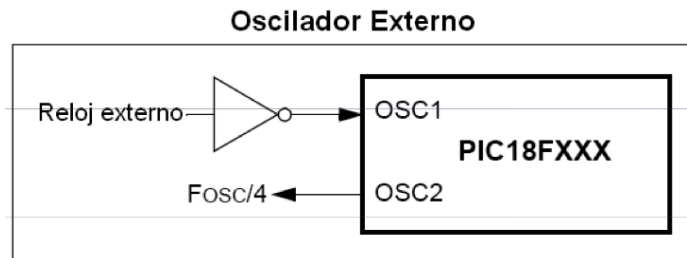 Oscilador Externo
Reloj externo
OSC1
PIC18FXXX
FOSC/4
OSC2